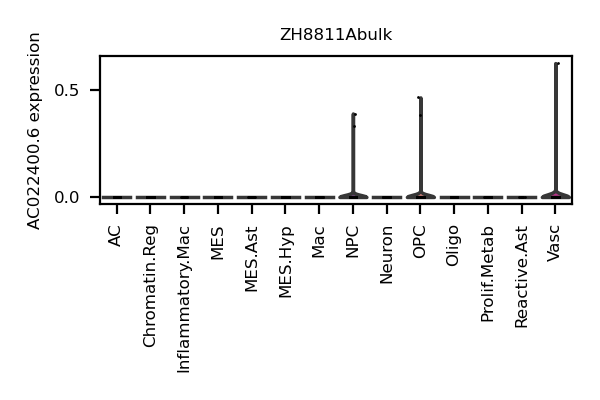 ZH8811Abulk
AC022400.6 expression
0.5
0.0
AC
Chromatin.Reg
Inflammatory.Mac
MES
MES.Ast
MES.Hyp
Mac
NPC
Neuron
OPC
Oligo
Prolif.Metab
Reactive.Ast
Vasc